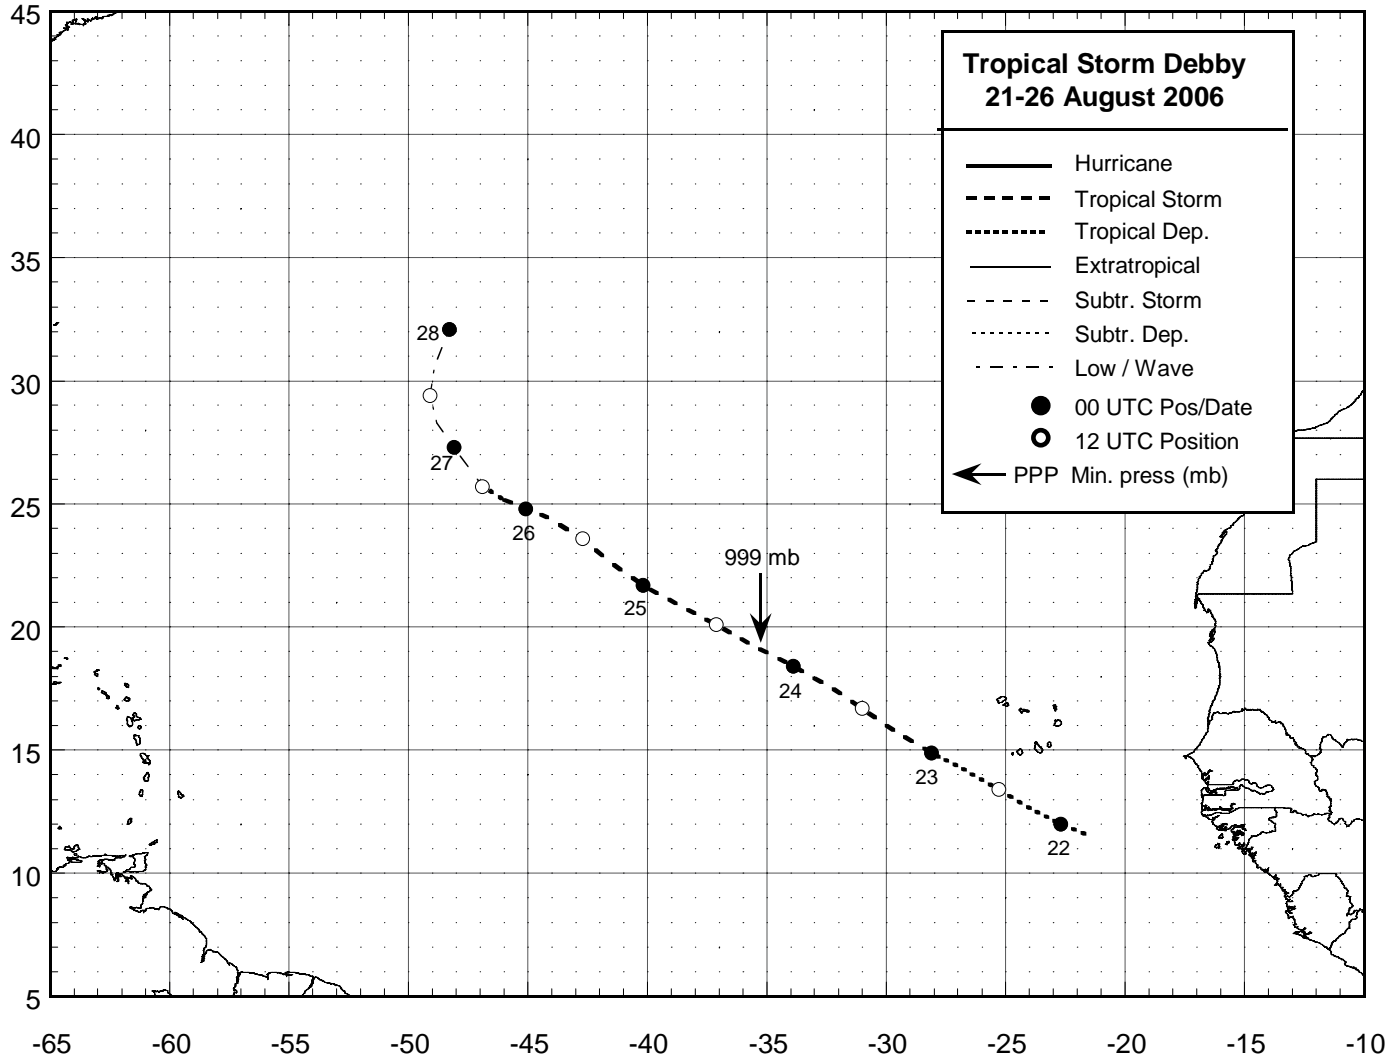 Tropical Storm Debby
21-26 August 2006
Hurricane
Tropical Storm
Tropical Dep.
Extratropical
Subtr. Storm
Subtr. Dep.
Low / Wave
00 UTC Pos/Date
12 UTC Position
PPP Min. press (mb)
45
40
35
30
25
20
15
10
5
28
27
26
999 mb
25
24
23
22
-65 -60 -55 -50 -45 -40 -35 -30 -25 -20 -15 -10